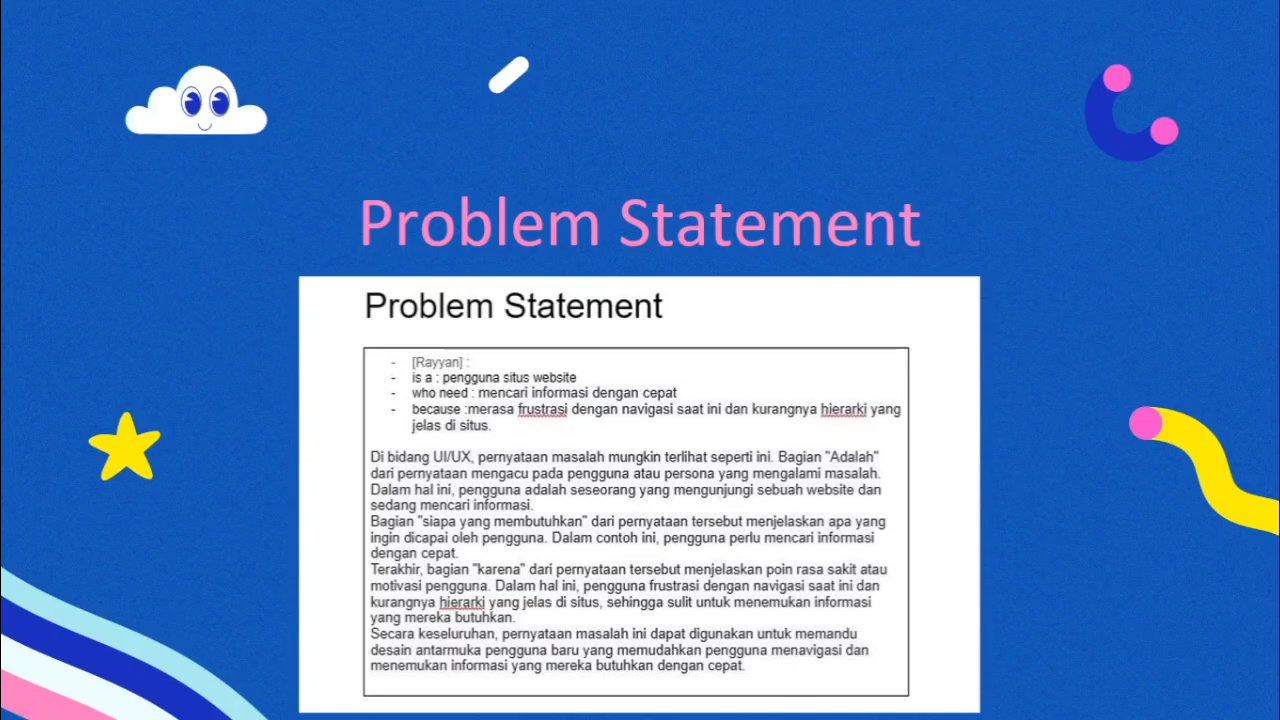 Problem Statement
Problem Statement
- [Rayyan] :
- is a : pengguna situs website
- who need : mencari informasi dengan cepat
- because :merasa frustrasi dengan navigasi saat ini dan kurangnya hierarki yang
jelas di situs.
Di bidang UI/UX, pernyataan masalah mungkin terlihat seperti ini. Bagian "Adalah"
dari pernyataan mengacu pada pengguna atau persona yang mengalami masalah.
Dalam hal ini, pengguna adalah seseorang yang mengunjungi sebuah website dan
sedang mencari informasi.
Bagian "siapa yang membutuhkan" dari pernyataan tersebut menjelaskan apa yang
ingin dicapai oleh pengguna. Dalam contoh ini, pengguna perlu mencari informasi
dengan cepat.
Terakhir, bagian "karena" dari pernyataan tersebut menjelaskan poin rasa sakit atau
motivasi pengguna. Dalam hal ini, pengguna frustrasi dengan navigasi saat ini dan
kurangnya hierarki yang jelas di situs, sehingga sulit untuk menemukan informasi
yang mereka butuhkan.
Secara keseluruhan, pernyataan masalah ini dapat digunakan untuk memandu
desain antarmuka pengguna baru yang memudahkan pengguna menavigasi dan
menemukan informasi yang mereka butuhkan dengan cepat.